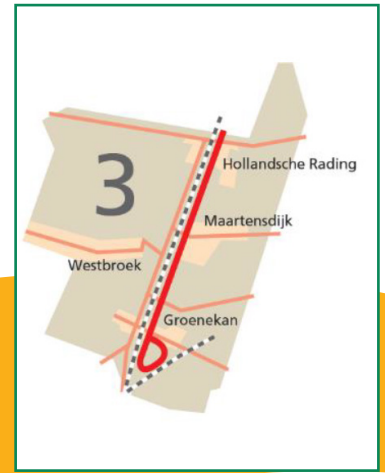 3
Hollandsche Rading
Maartensdijk
Westbroek
Groenekan